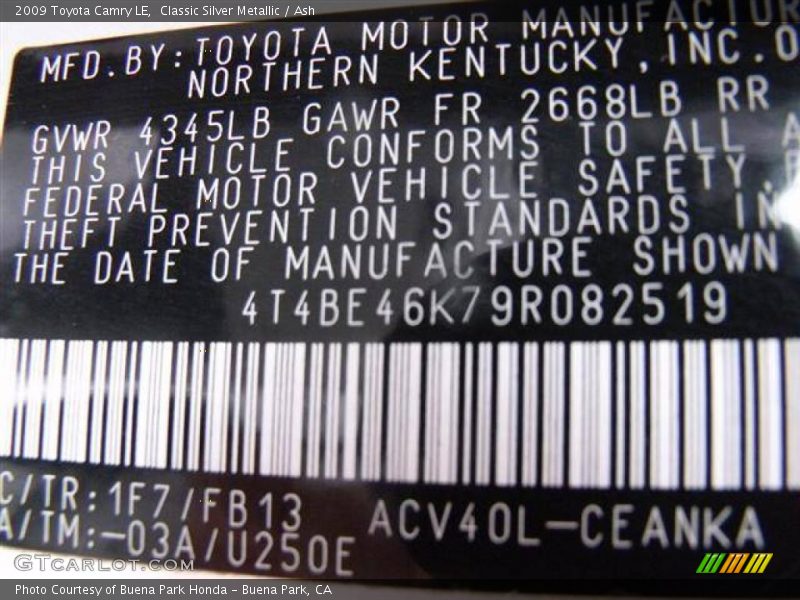 2009 Toyota Camry LE, Classic Silver Metallic / Ash
MFD.BY:TOYOTA MOTOR MANUFACTUR
NORTHERN KENTUCKY,INC.O
GVWR 4345LB GAWR FR 2668LB RR
THIS VEHICLE CONFORMS TO ALL A
FEDERAL MOTOR VEHICLE SAFETY,
THEFT PREVENTION STANDARDS IN
THE DATE OF MANUFACTURE SHOWN
4T4BE46K79R082519
C/TR:1F7/FB13 ACV40L-CEANKA
A/TM:-03A/U250E
GTcarlot.com
Photo Courtesy of Buena Park Honda - Buena Park, CA